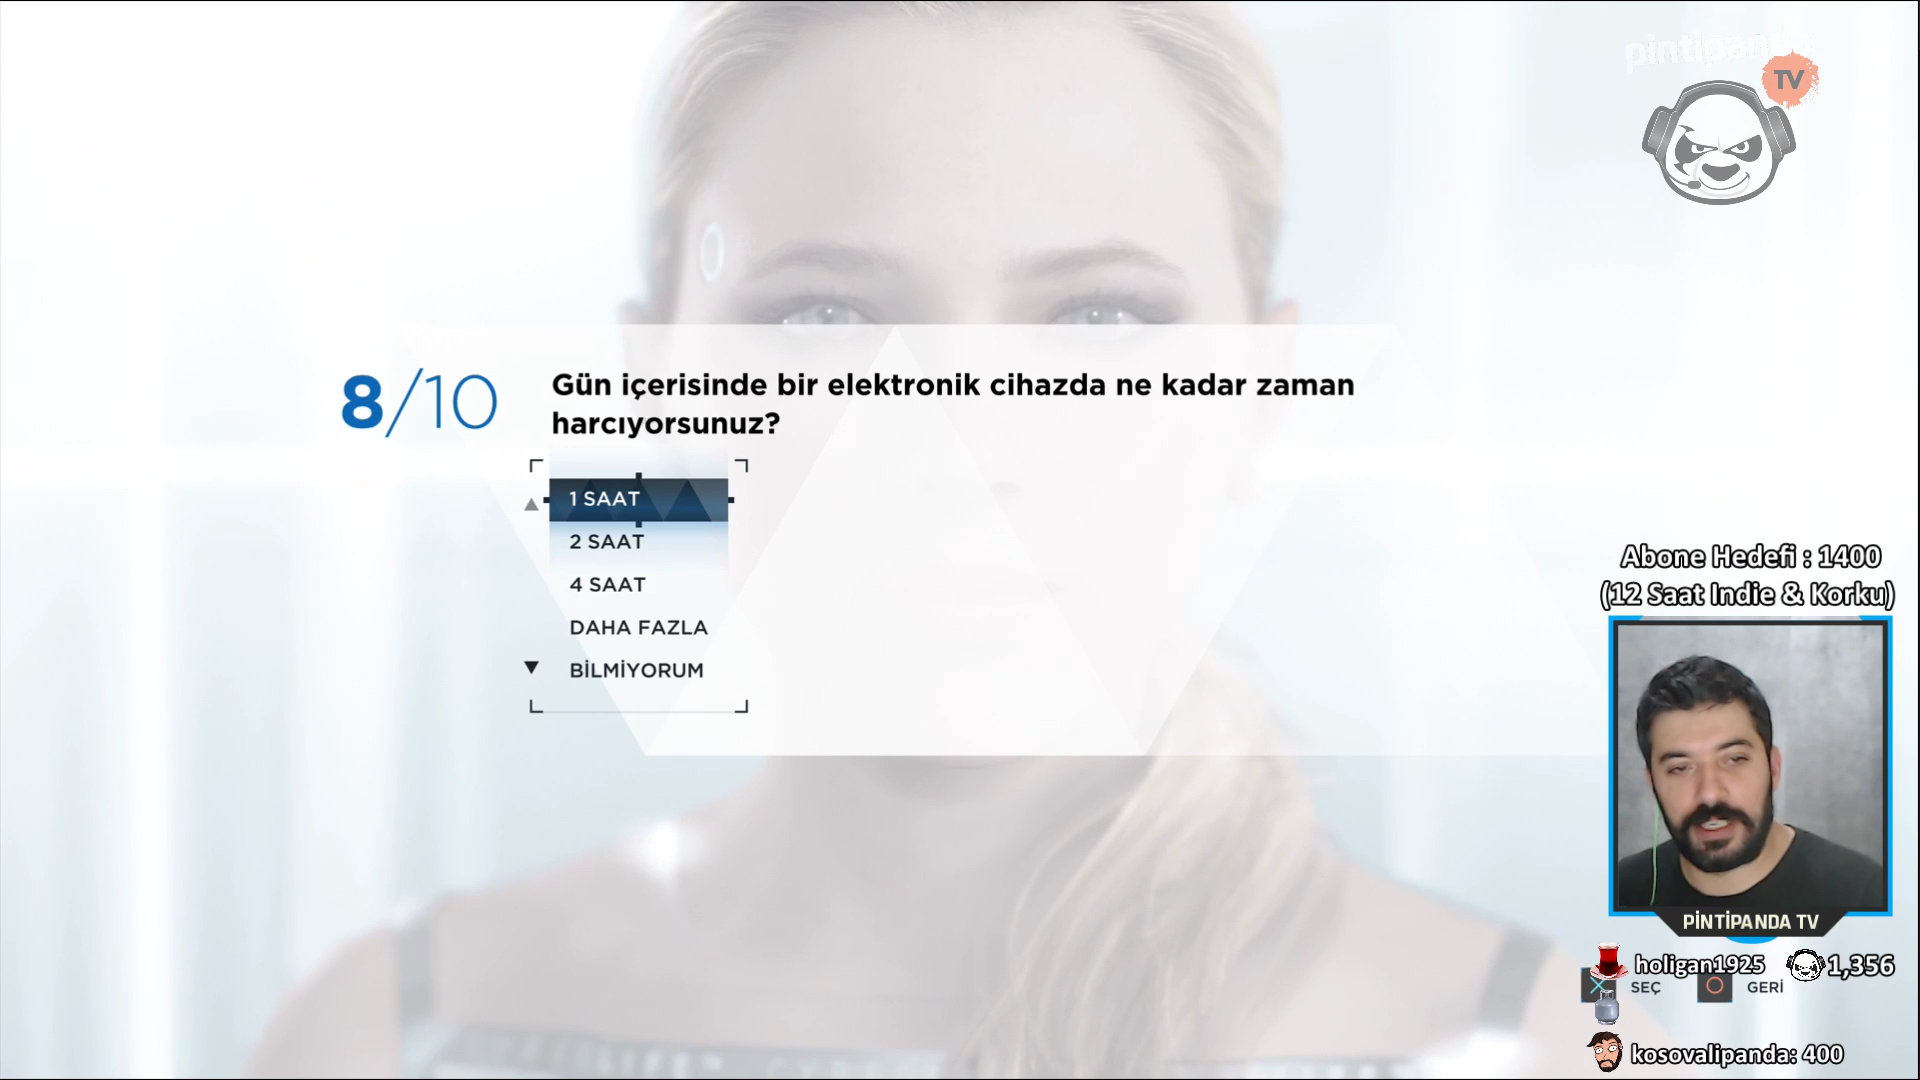 pintipanda
TV
8/10
Gün içerisinde bir elektronik cihazda ne kadar zaman
harcıyorsunuz?
1 SAAT
2 SAAT
4 SAAT
DAHA FAZLA
BİLMİYORUM
Abone Hedefi : 1400
(12 Saat Indie & Korku)
PİNTİPANDA TV
holigan1925
1,356
SEÇ
GERİ
kosovalipanda: 400